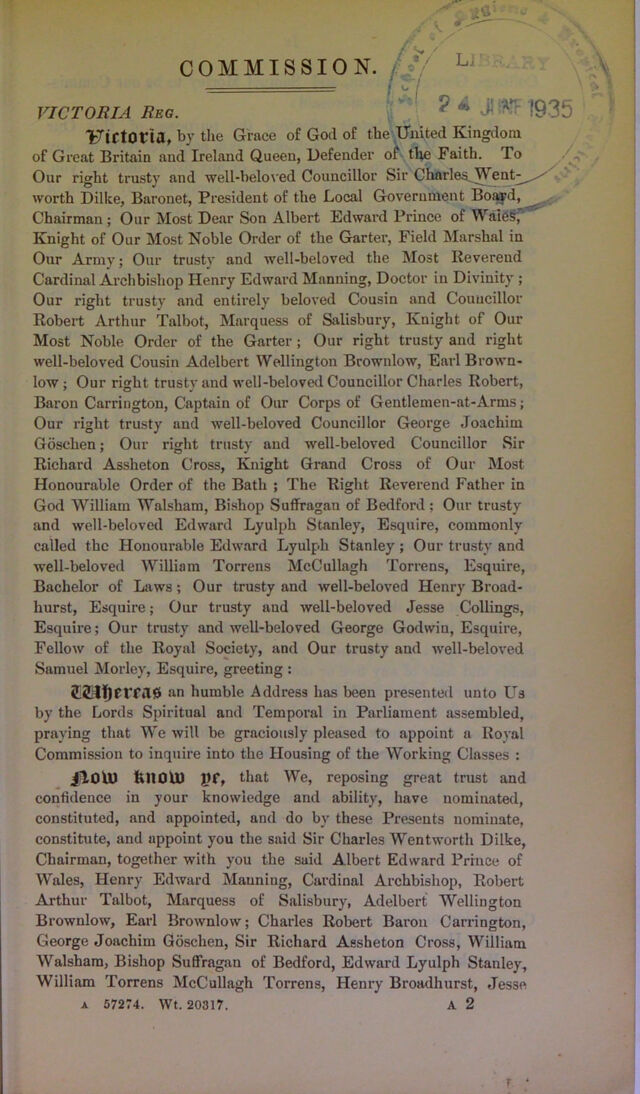 COMMISSION.
LIBRARY
24 1935
VICTORIA REG.
Victoria, by the Grace of God of the United Kingdom
of Great Britain and Ireland Queen, Defender of the Faith. To
Our right trusty and well-beloved Councillor Sir Charles Went-
worth Dilke, Baronet, President of the Local Government Board,
Chairman; Our Most Dear Son Albert Edward Prince of Wales,
Knight of Our Most Noble Order of the Garter, Field Marshal in
Our Army; Our trusty and well-beloved the Most Reverend
Cardinal Archbishop Henry Edward Manning, Doctor in Divinity;
Our right trusty and entirely beloved Cousin and Councillor
Robert Arthur Talbot, Marquess of Salisbury, Knight of Our
Most Noble Order of the Garter; Our right trusty and right
well-beloved Cousin Adelbert Wellington Brownlow, Earl Brown-
low; Our right trusty and well-beloved Councillor Charles Robert,
Baron Carrington, Captain of Our Corps of Gentlemen-at-Arms;
Our right trusty and well-beloved Councillor George Joachim
Göschen; Our right trusty and well-beloved Councillor Sir
Richard Assheton Cross, Knight Grand Cross of Our Most
Honourable Order of the Bath; The Right Reverend Father in
God William Walsham, Bishop Suffragan of Bedford; Our trusty
and well-beloved Edward Lyulph Stanley, Esquire, commonly
called the Honourable Edward Lyulph Stanley; Our trusty and
well-beloved William Torrens McCullagh Torrens, Esquire,
Bachelor of Laws; Our trusty and well-beloved Henry Broad-
hurst, Esquire; Our trusty and well-beloved Jesse Collings,
Esquire; Our trusty and well-beloved George Godwin, Esquire,
Fellow of the Royal Society, and Our trusty and well-beloved
Samuel Morley, Esquire, greeting:
Whereas an humble Address has been presented unto Us
by the Lords Spiritual and Temporal in Parliament assembled,
praying that We will be graciously pleased to appoint a Royal
Commission to inquire into the Housing of the Working Classes:
Now know ye, that We, reposing great trust and
confidence in your knowledge and ability, have nominated,
constituted, and appointed, and do by these Presents nominate,
constitute, and appoint you the said Sir Charles Wentworth Dilke,
Chairman, together with you the said Albert Edward Prince of
Wales, Henry Edward Manning, Cardinal Archbishop, Robert
Arthur Talbot, Marquess of Salisbury, Adelbert Wellington
Brownlow, Earl Brownlow; Charles Robert Baron Carrington,
George Joachim Göschen, Sir Richard Assheton Cross, William
Walsham, Bishop Suffragan of Bedford, Edward Lyulph Stanley,
William Torrens McCullagh Torrens, Henry Broadhurst, Jesse
A 57274. Wt. 20317. A 2